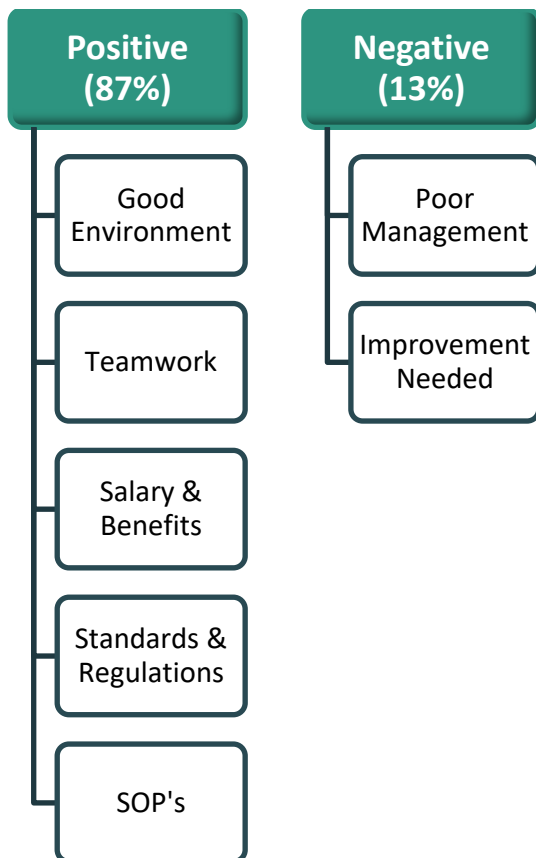 Positive
(87%)
Good
Environment
Teamwork
Salary &
Benefits
Standards &
Regulations
SOP's
Negative
(13%)
Poor
Management
Improvement
Needed